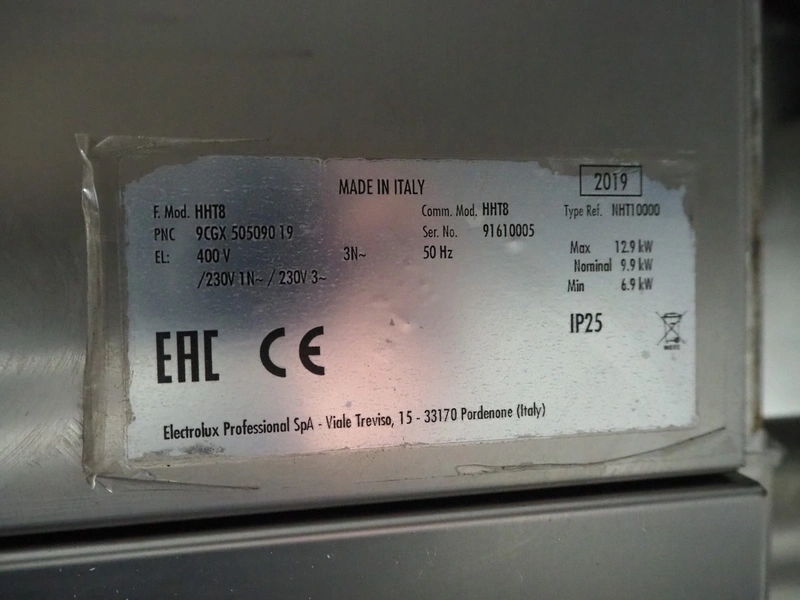 MADE IN ITALY
2019
F. Mod. HHT8 Comm. Mod. HHT8 Type Ref. NHT10000
PNC 9CGX 505090 19 Ser. No. 91610005
EL: 400 V 3N~ 50 Hz Max 12.9 kW
/230V 1N~ / 230V 3~ Nominal 9.9 kW
Min 6.9 kW
IP25
EAC CE
Electrolux Professional SpA - Viale Treviso, 15 - 33170 Pordenone (Italy)